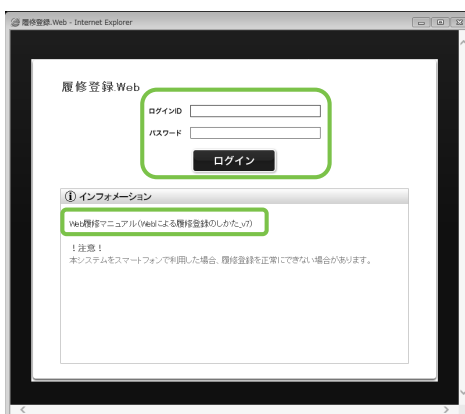 履修登録.Web - Internet Explorer
履修登録.Web
ログインID
パスワード
ログイン
インフォメーション
Web履修マニュアル(Webによる履修登録のしかた_v7)
！注意！
本システムをスマートフォンで利用した場合、履修登録を正常にできない場合があります。